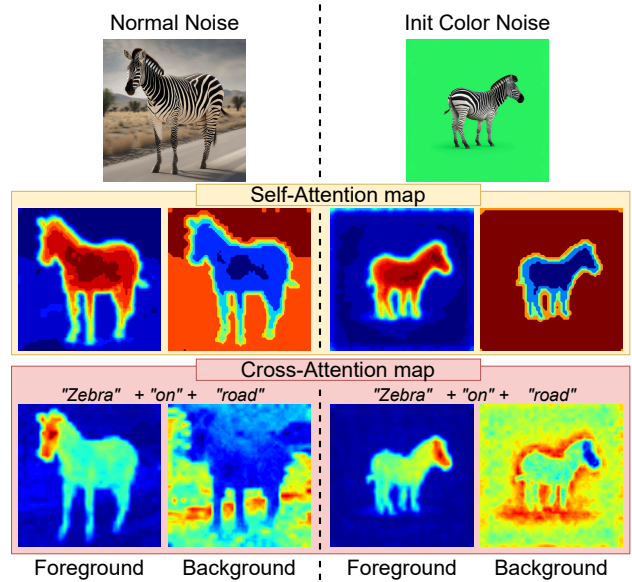 Normal Noise
Init Color Noise
Self-Attention map
Cross-Attention map
"Zebra" + "on" + "road"
"Zebra" + "on" + "road"
Foreground
Background
Foreground
Background